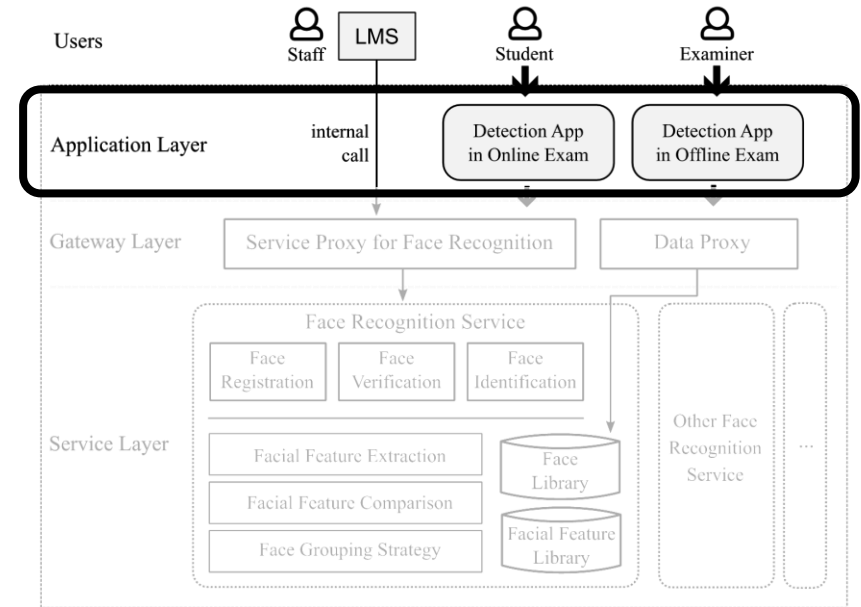 Users
Staff
LMS
Student
Examiner
Application Layer
internal
call
Detection App
in Online Exam
Detection App
in Offline Exam
Gateway Layer
Service Proxy for Face Recognition
Data Proxy
Face Recognition Service
Face
Registration
Face
Verification
Face
Identification
Service Layer
Facial Feature Extraction
Facial Feature Comparison
Face Grouping Strategy
Face
Library
Facial Feature
Library
Other Face
Recognition
Service
...